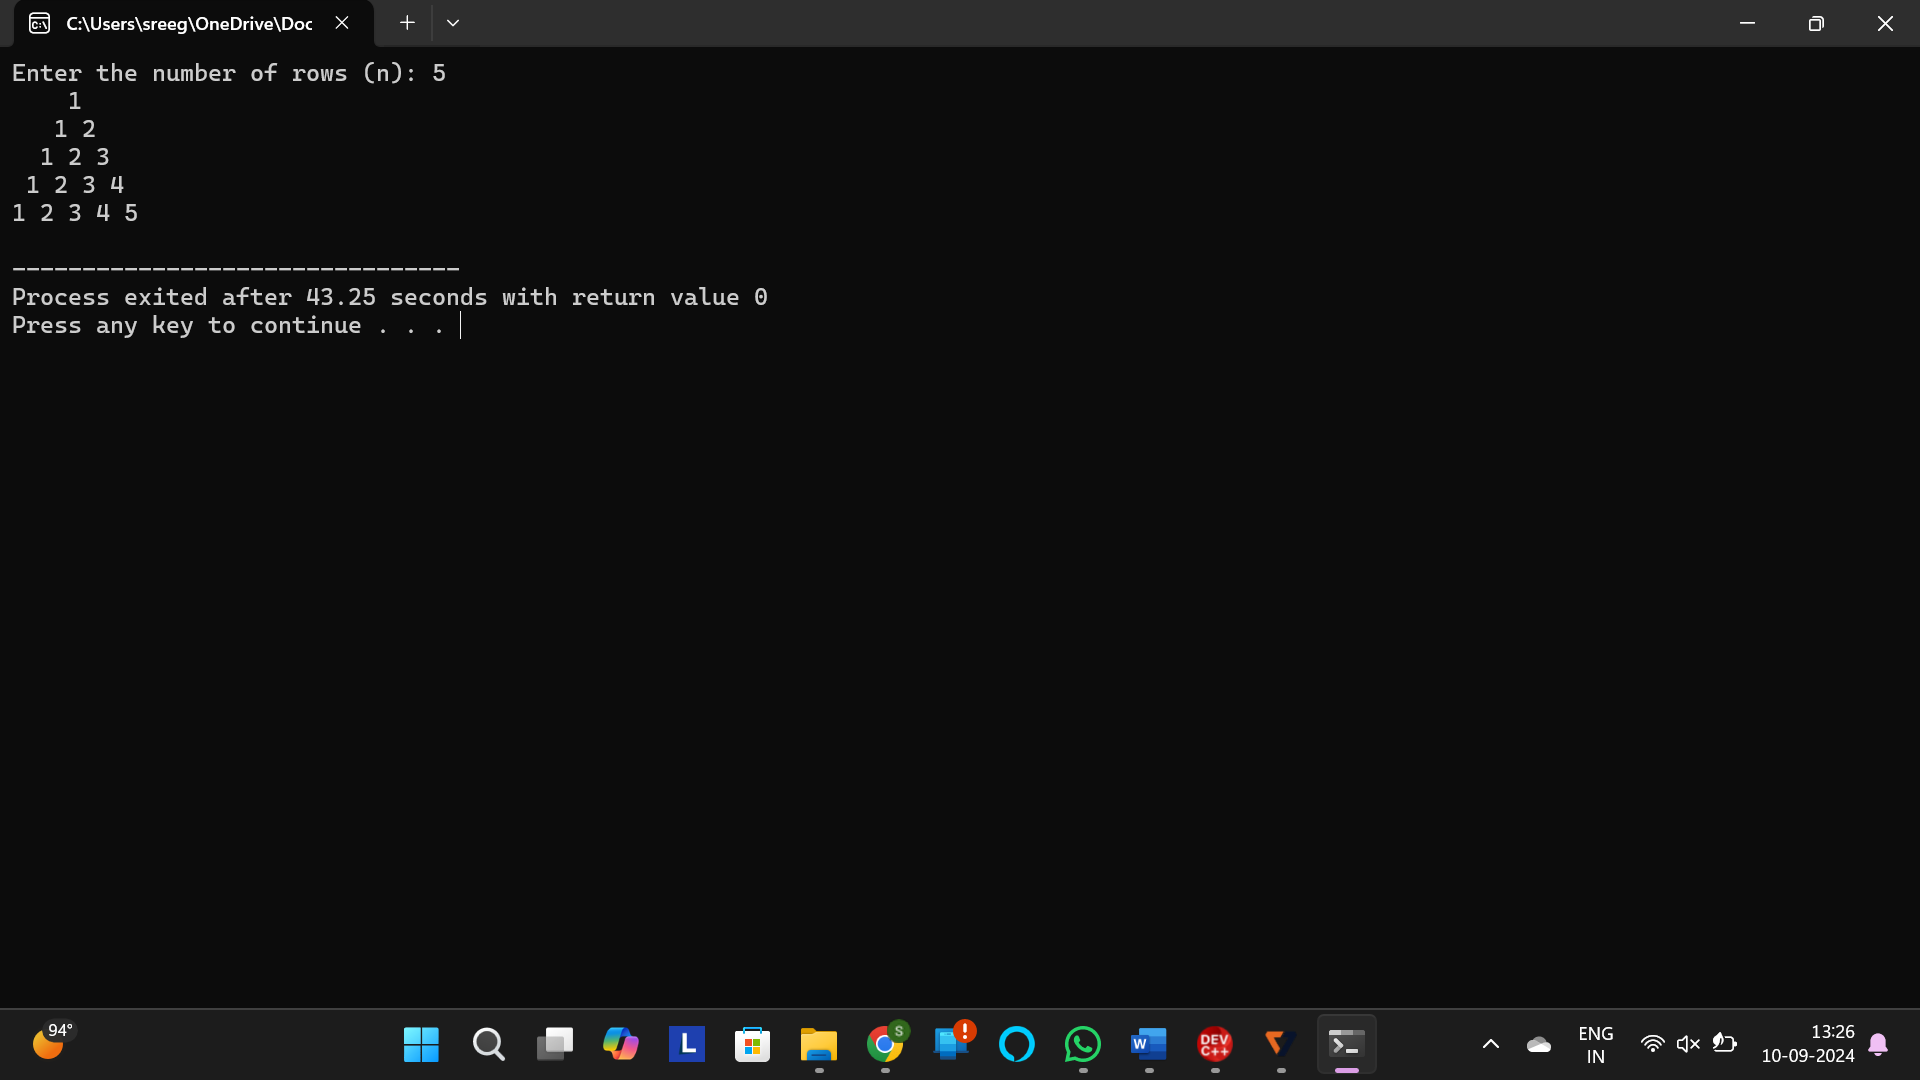 C:\Users\sreeg\OneDrive\Doc
Enter the number of rows (n): 5
    1
   1 2
  1 2 3
 1 2 3 4
1 2 3 4 5
--------------------------------
Process exited after 43.25 seconds with return value 0
Press any key to continue . . .
94°
L
S
W
DEV
C++
ENG
IN
13:26
10-09-2024